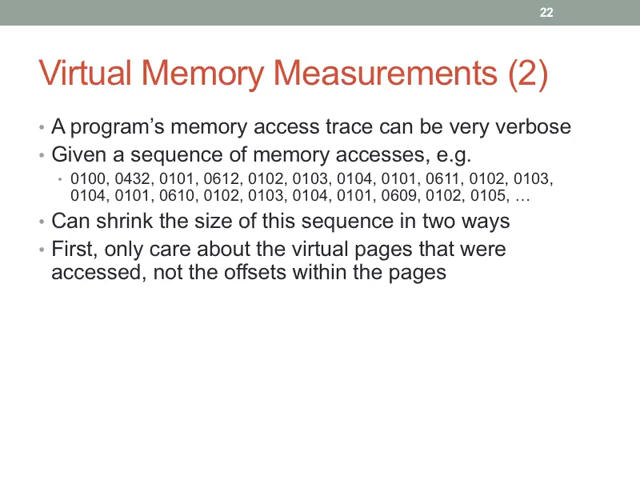 22
Virtual Memory Measurements (2)
• A program's memory access trace can be very verbose
• Given a sequence of memory accesses, e.g.
• 0100, 0432, 0101, 0612, 0102, 0103, 0104, 0101, 0611, 0102, 0103,
0104, 0101, 0610, 0102, 0103, 0104, 0101, 0609, 0102, 0105, …
• Can shrink the size of this sequence in two ways
• First, only care about the virtual pages that were
accessed, not the offsets within the pages